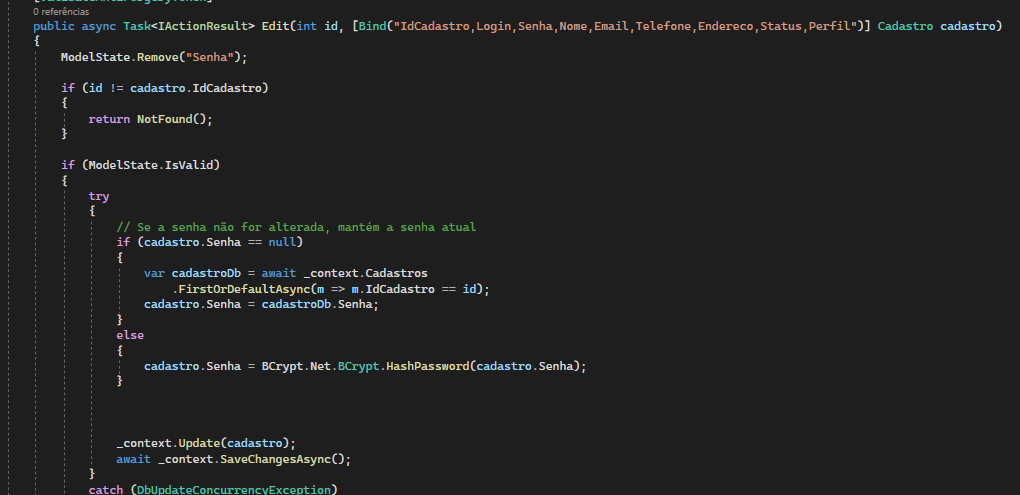 0 referências
public async Task<IActionResult> Edit(int id, [Bind("IdCadastro,Login,Senha,Nome,Email,Telefone,Endereco,Status,Perfil")] Cadastro cadastro)
{
ModelState.Remove("Senha");
if (id != cadastro.IdCadastro)
{
return NotFound();
}
if (ModelState.IsValid)
{
try
{
// Se a senha não for alterada, mantém a senha atual
if (cadastro.Senha == null)
{
var cadastroDb = await _context.Cadastros
.FirstOrDefaultAsync(m => m.IdCadastro == id);
cadastro.Senha = cadastroDb.Senha;
}
else
{
cadastro.Senha = BCrypt.Net.BCrypt.HashPassword(cadastro.Senha);
}
_context.Update(cadastro);
await _context.SaveChangesAsync();
}
catch (DbUpdateConcurrencyException)